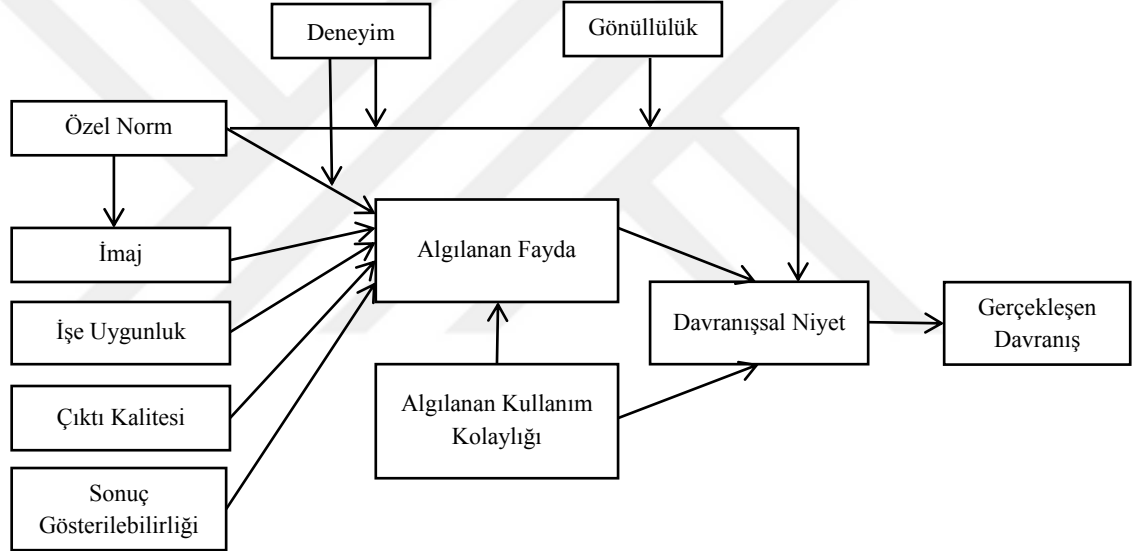 Deneyim
Gönüllülük
Özel Norm
İmaj
Algılanan Fayda
İşe Uygunluk
Davranışsal Niyet
Gerçekleşen
Davranış
Çıktı Kalitesi
Algılanan Kullanım
Kolaylığı
Sonuç
Gösterilebilirliği